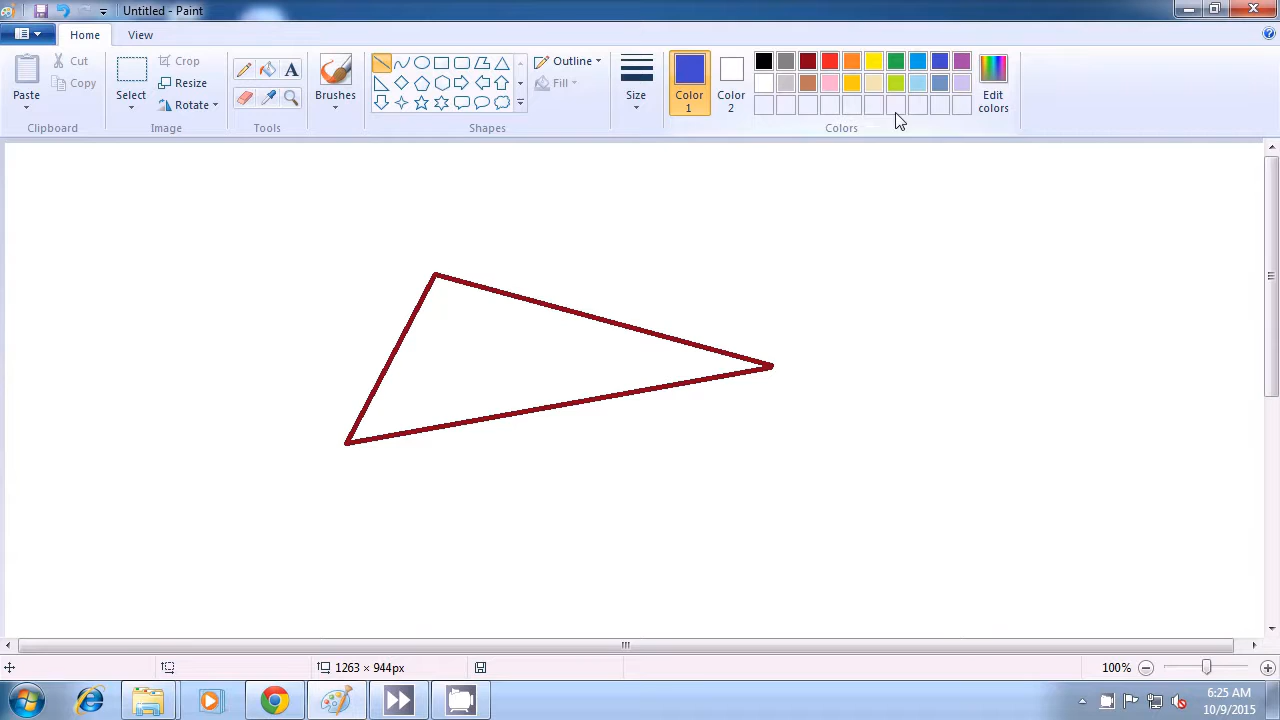 Untitled - Paint
Home View
Paste
Cut
Copy
Clipboard
Select
Crop
Resize
Rotate
Image
A
Tools
Brushes
Outline
Fill
Shapes
Size
Color 1
Color 2
Edit colors
Colors
1263 × 944px
100%
6:25 AM
10/9/2015